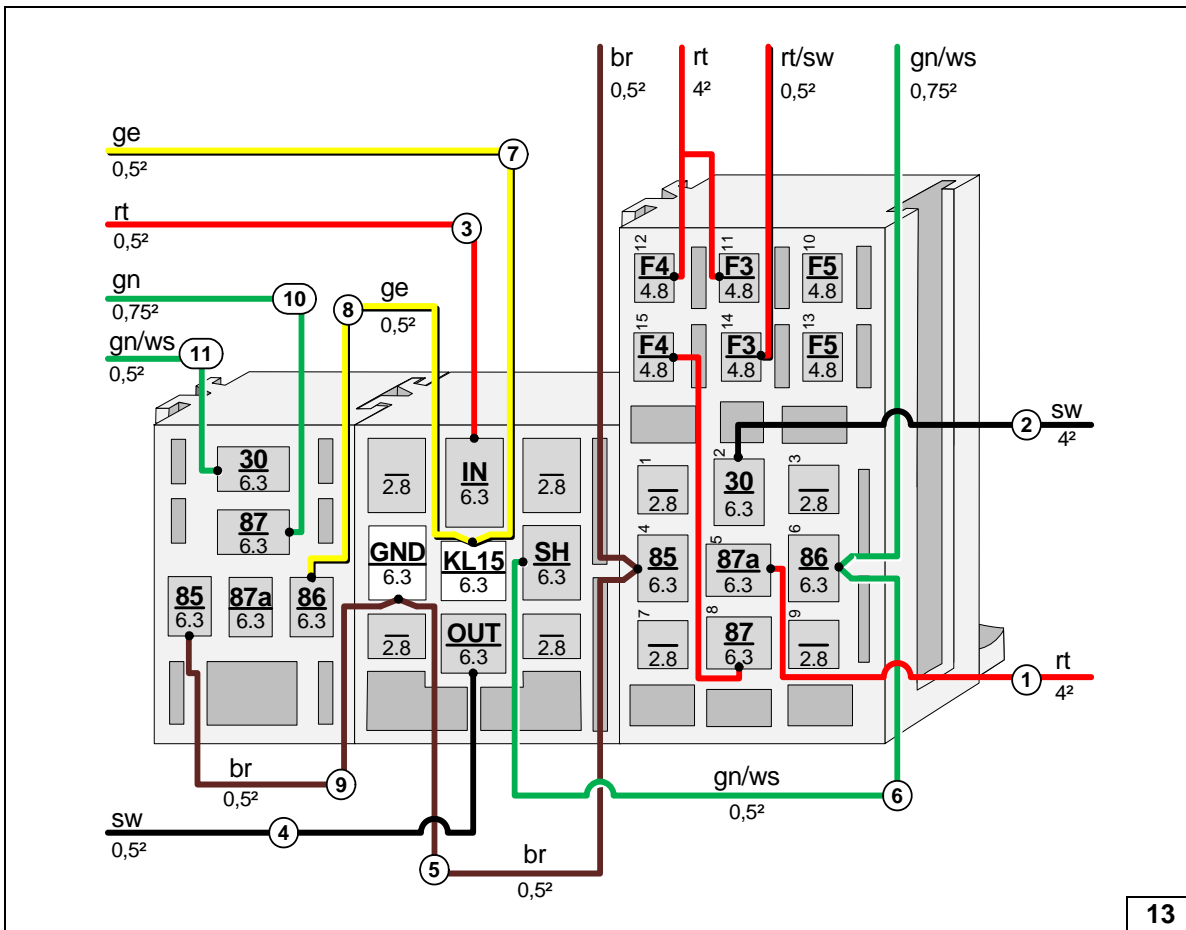 br
0,5²
rt
4²
rt/sw
0,5²
gn/ws
0,75²
ge
0,5²
7
rt
0,5²
3
gn
0,75²
10
8
ge
0,5²
gn/ws
0,5²
11
12
F4
4.8
11
F3
4.8
10
F5
4.8
15
F4
4.8
14
F3
4.8
13
F5
4.8
2
sw
4²
30
6.3
87
6.3
85
6.3
87a
6.3
86
6.3
2.8
IN
6.3
2.8
GND
6.3
KL15
6.3
SH
6.3
2.8
OUT
6.3
2.8
1
2.8
2
30
6.3
3
2.8
4
85
6.3
5
87a
6.3
6
86
6.3
7
2.8
8
87
6.3
9
2.8
1
rt
4²
br
0,5²
9
gn/ws
0,5²
6
sw
0,5²
4
5
br
0,5²
13